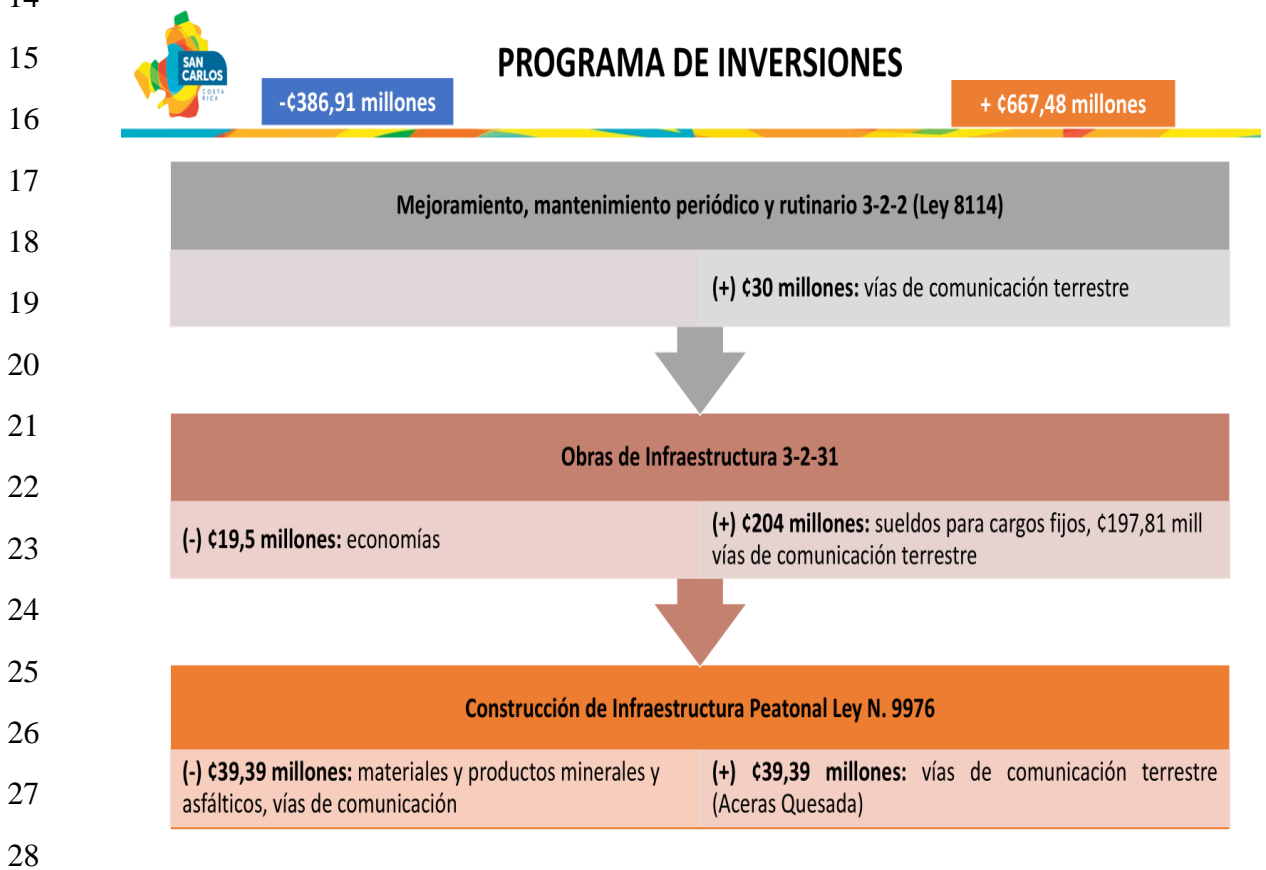 14
15
16
17
18
19
20
21
22
23
24
25
26
27
28
SAN
CARLOS
COSTA
RICA
PROGRAMA DE INVERSIONES
-¢386,91 millones
+ ¢667,48 millones
Mejoramiento, mantenimiento periódico y rutinario 3-2-2 (Ley 8114)
(+) ¢30 millones: vías de comunicación terrestre
Obras de Infraestructura 3-2-31
(-) ¢19,5 millones: economías
(+) ¢204 millones: sueldos para cargos fijos, ¢197,81 mill
vías de comunicación terrestre
Construcción de Infraestructura Peatonal Ley N. 9976
(-) ¢39,39 millones: materiales y productos minerales y
asfálticos, vías de comunicación
(+) ¢39,39 millones: vías de comunicación terrestre
(Aceras Quesada)